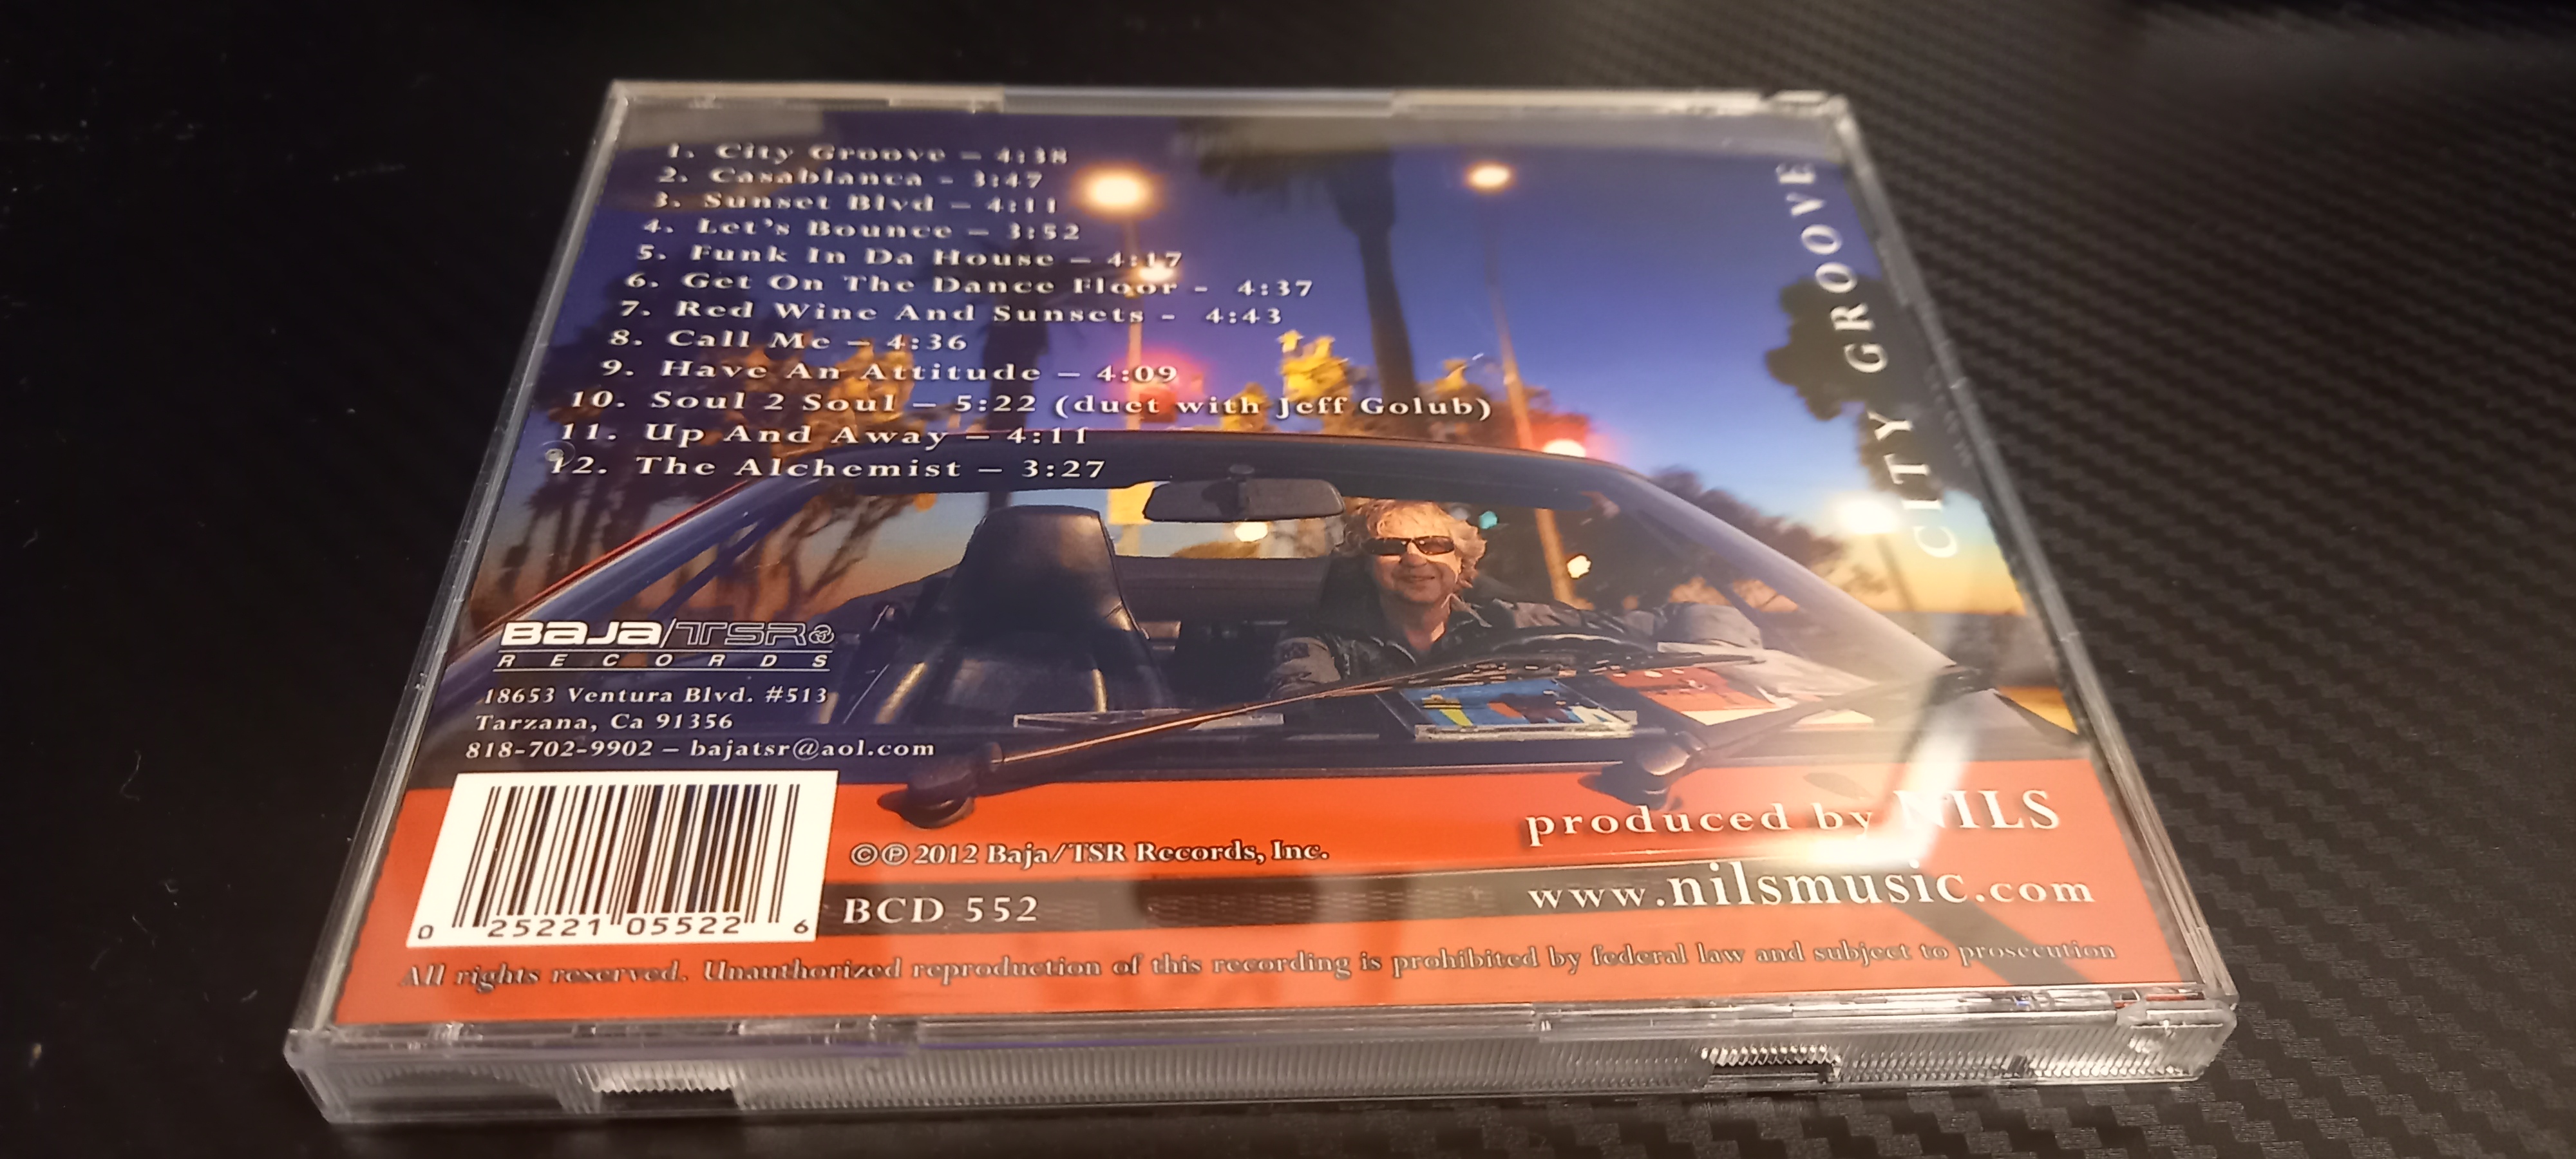 1. City Groove – 4:38
2. Casablanca - 3:47
3. Sunset Blvd – 4:11
4. Let's Bounce – 3:52
5. Funk In Da House – 4:17
6. Get On The Dance Floor - 4:37
7. Red Wine And Sunsets - 4:43
8. Call Me – 4:36
9. Have An Attitude – 4:09
10. Soul 2 Soul – 5:22 (duet with Jeff Golub)
11. Up And Away – 4:11
12. The Alchemist – 3:27
CITY GROOVE
BAJA/TSR
RECORDS
18653 Ventura Blvd. #513
Tarzana, Ca 91356
818-702-9902 – bajatsr@aol.com
produced by NILS
©℗ 2012 Baja/TSR Records, Inc.
www.nilsmusic.com
BCD 552
0 25221 05522 6
All rights reserved. Unauthorized reproduction of this recording is prohibited by federal law and subject to prosecution